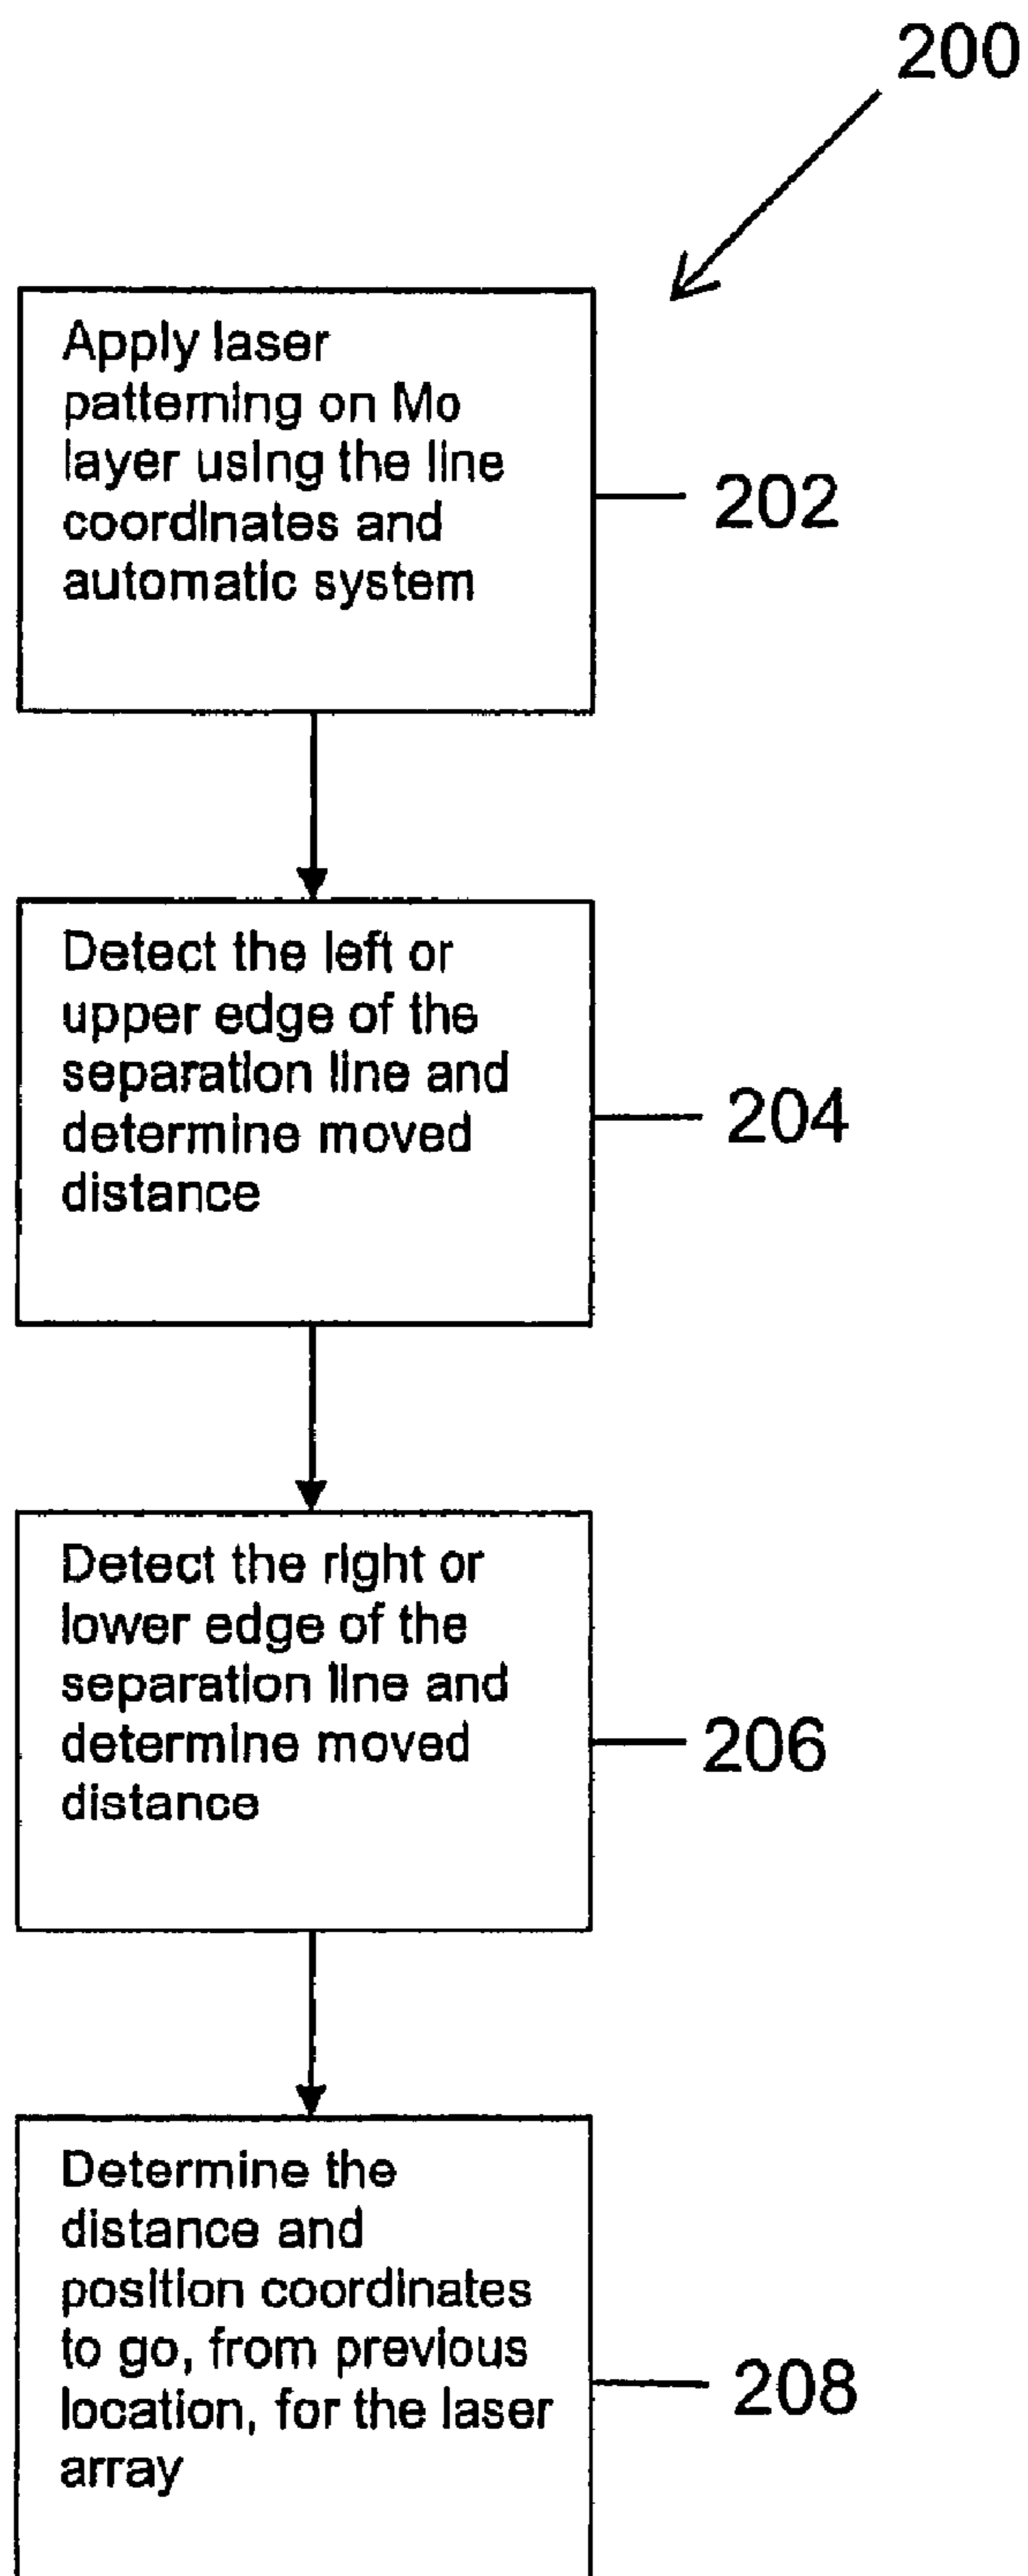 200
Apply laser
patterning on Mo
layer using the line
coordinates and
automatic system
202
Detect the left or
upper edge of the
separation line and
determine moved
distance
204
Detect the right or
lower edge of the
separation line and
determine moved
distance
206
Determine the
distance and
position coordinates
to go, from previous
location, for the laser
array
208